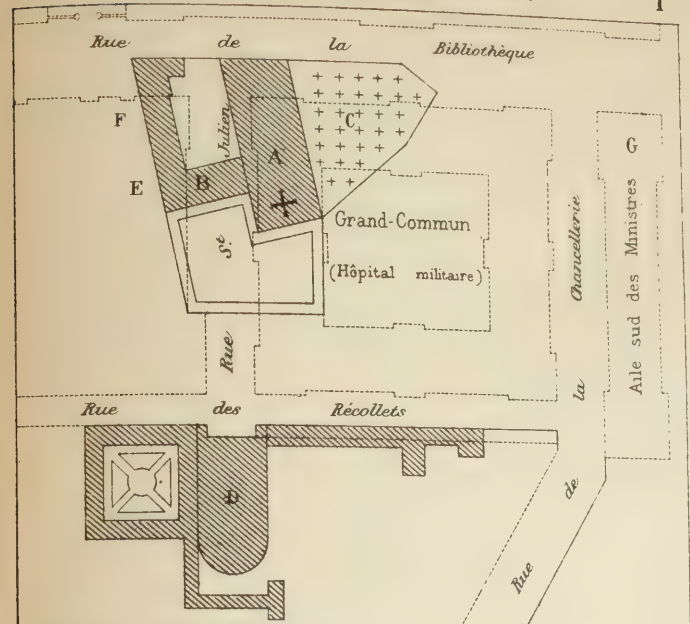 Rue de la Bibliothèque
F
Julien
A
C
G
E
B
St
Grand-Commun
(Hôpital militaire)
Rue
Rue de la Chancellerie
Aile sud des Ministres
Rue des Récollets
D